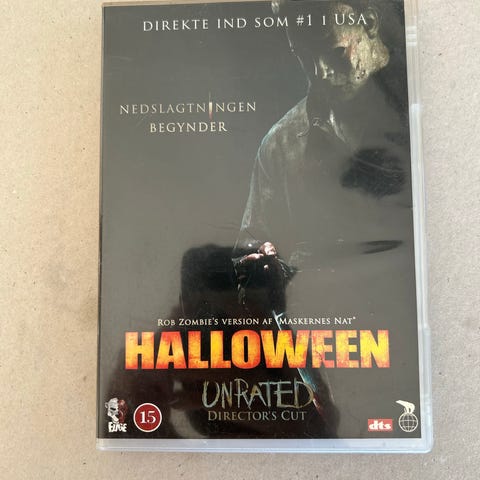 DIREKTE IND SOM #1 I USA
NEDSLAGTNINGEN
BEGYNDER
ROB ZOMBIE'S VERSION AF "MASKERNES NAT"
HALLOWEEN
UNRATED
DIRECTOR'S CUT
15
dts